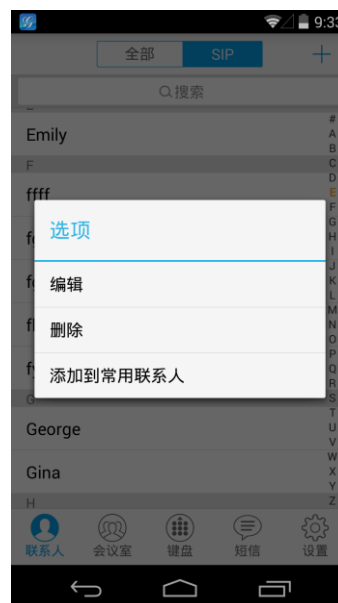 9:33
全部
SIP
搜索
Emily
F
ffff
选项
编辑
删除
添加到常用联系人
G
George
Gina
H
#
A
B
C
D
E
F
G
H
I
J
K
L
M
N
O
P
Q
R
S
T
U
V
W
X
Y
Z
联系人
会议室
键盘
短信
设置